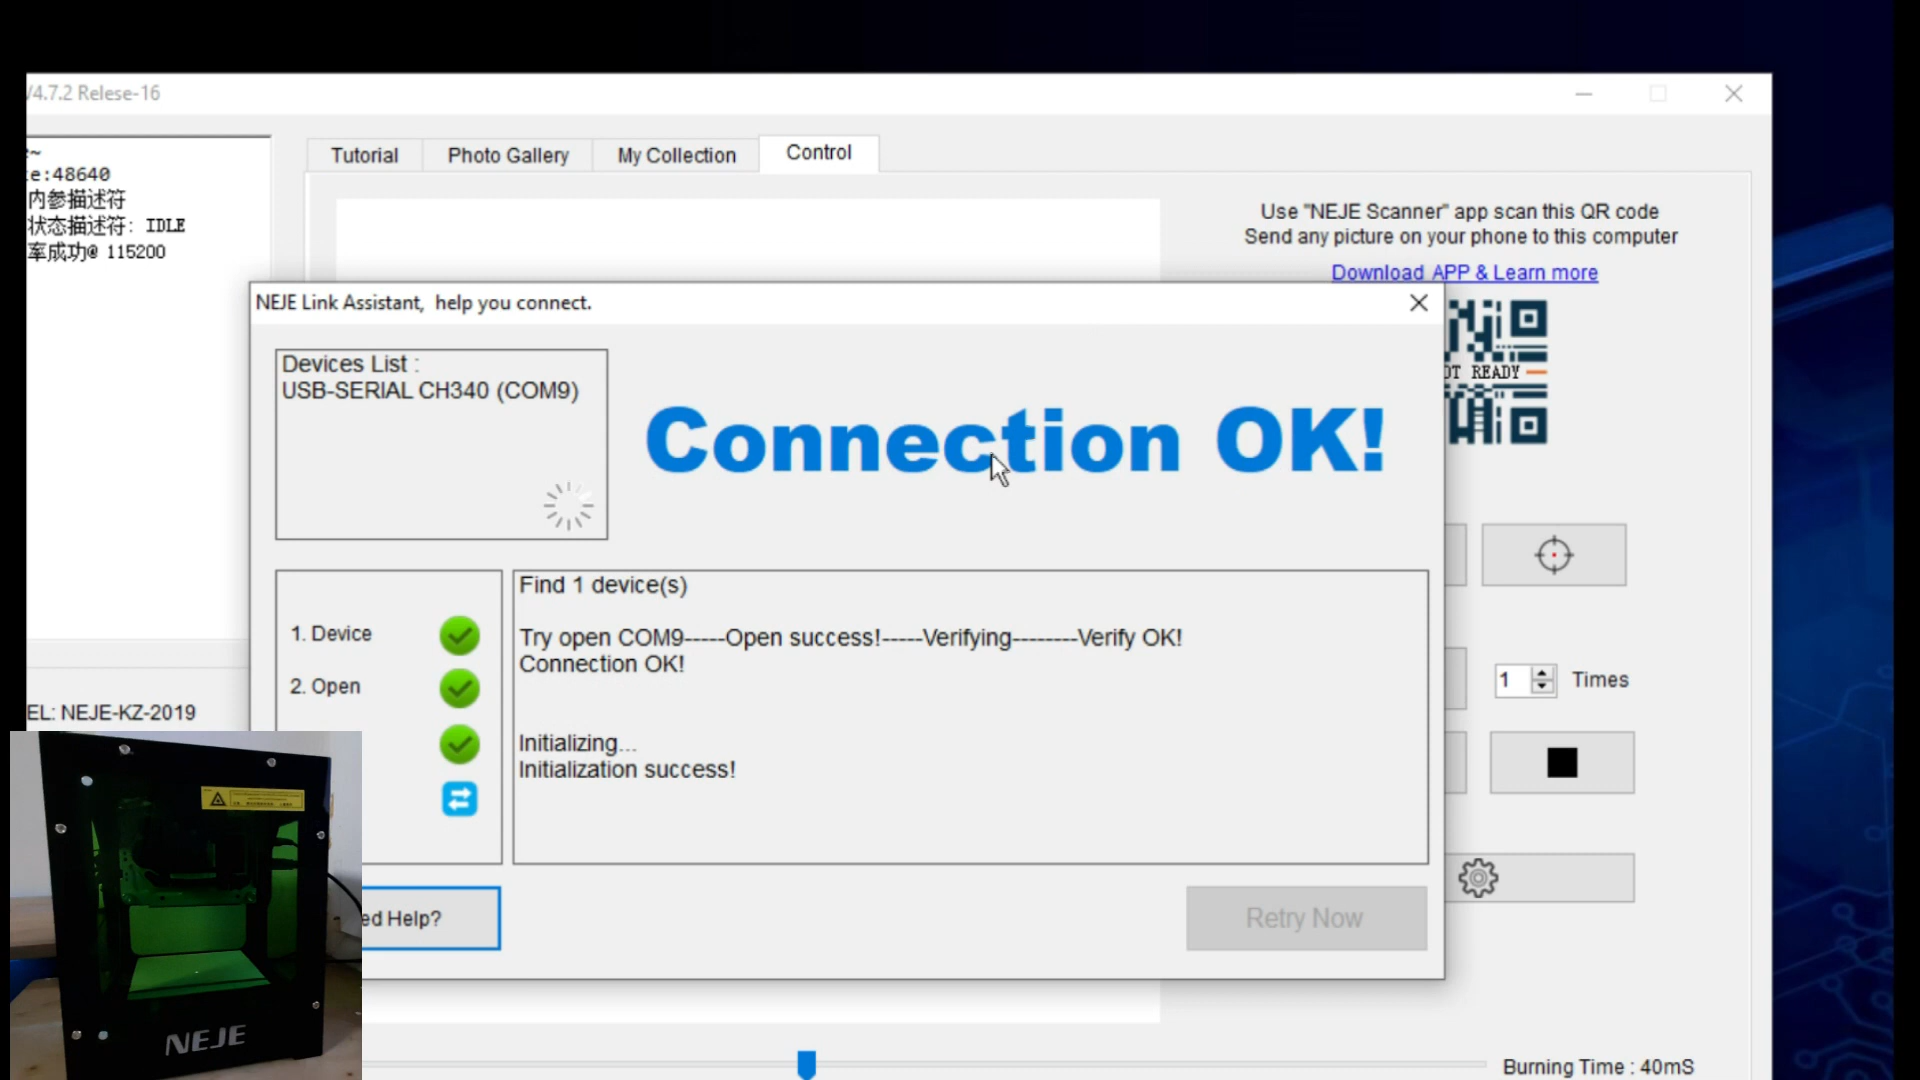 V4.7.2 Relese-16
e:48640
内参描述符
状态描述符: IDLE
率成功@ 115200
Tutorial
Photo Gallery
My Collection
Control
Use "NEJE Scanner" app scan this QR code
Send any picture on your phone to this computer
Download APP & Learn more
OT READY
NEJE Link Assistant, help you connect.
Devices List :
USB-SERIAL CH340 (COM9)
Connection OK!
1. Device
2. Open
Find 1 device(s)
Try open COM9-----Open success!-----Verifying--------Verify OK!
Connection OK!
Initializing...
Initialization success!
1 Times
EL: NEJE-KZ-2019
ed Help?
Retry Now
NEJE
Burning Time : 40mS